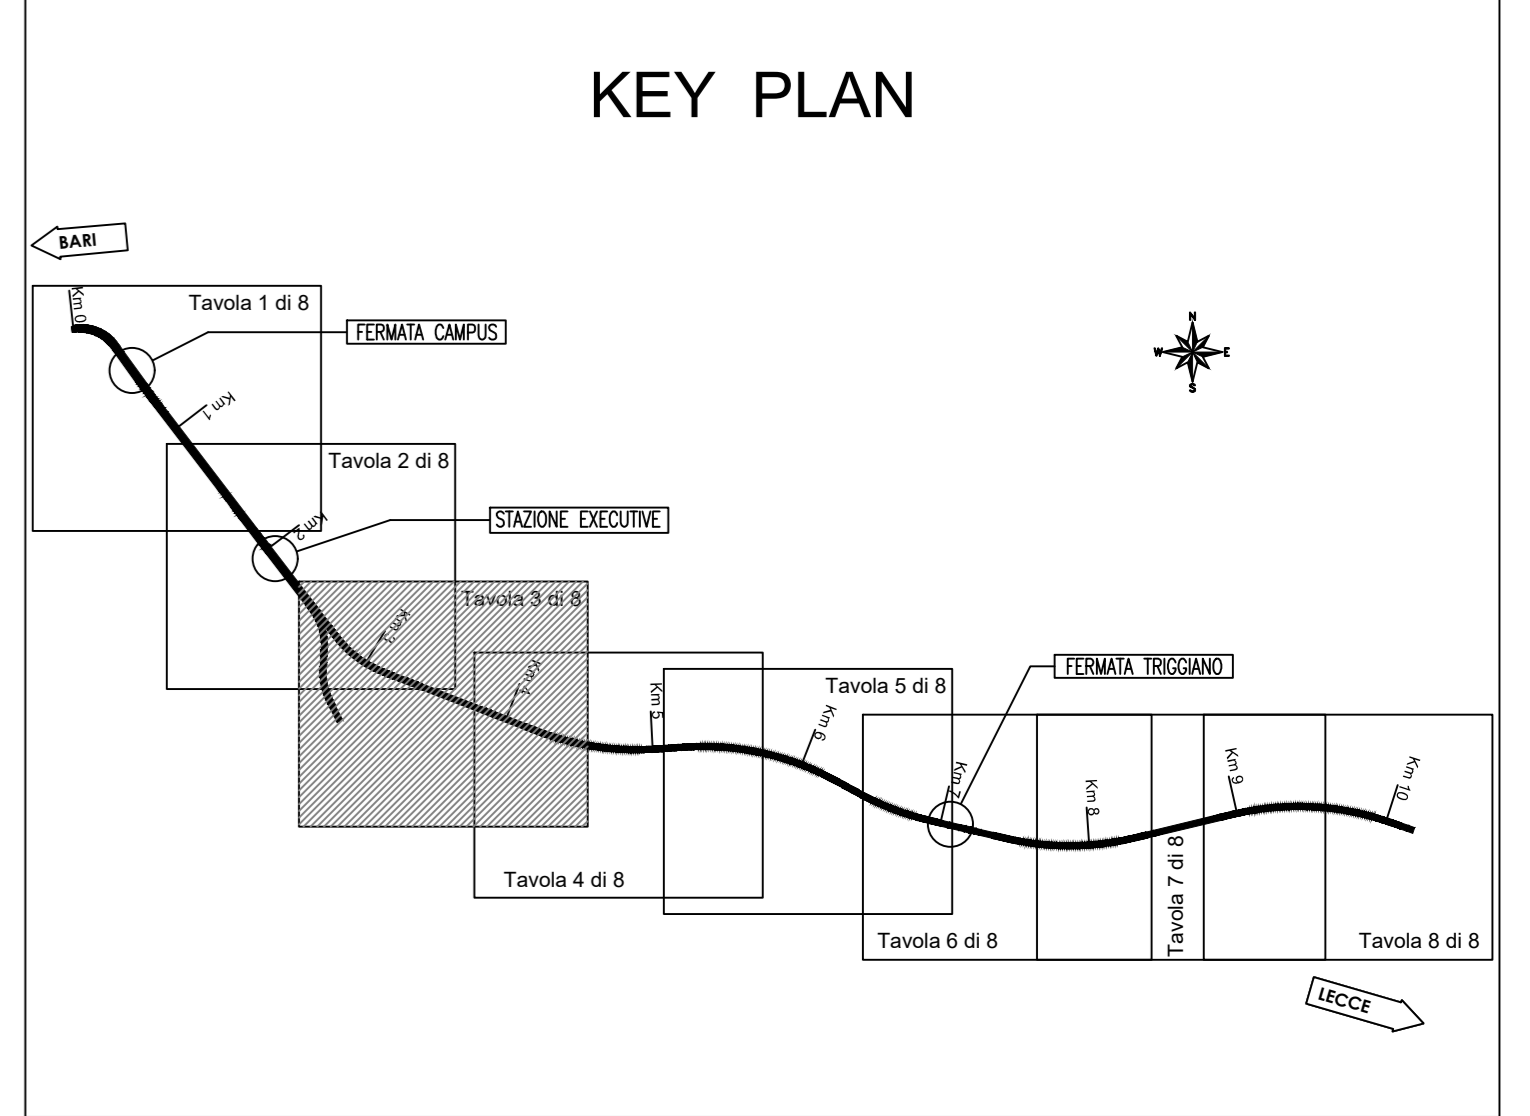 KEY PLAN
BARI
Km 0
Tavola 1 di 8
FERMATA CAMPUS
N
W E
S
Km 1
Tavola 2 di 8
Km 2
STAZIONE EXECUTIVE
Tavola 3 di 8
Km 3
Km 4
FERMATA TRIGGIANO
Km 5
Tavola 5 di 8
Km 6
Km 7
Km 8
Km 9
Km 10
Tavola 4 di 8
Tavola 6 di 8
Tavola 7 di 8
Tavola 8 di 8
LECCE